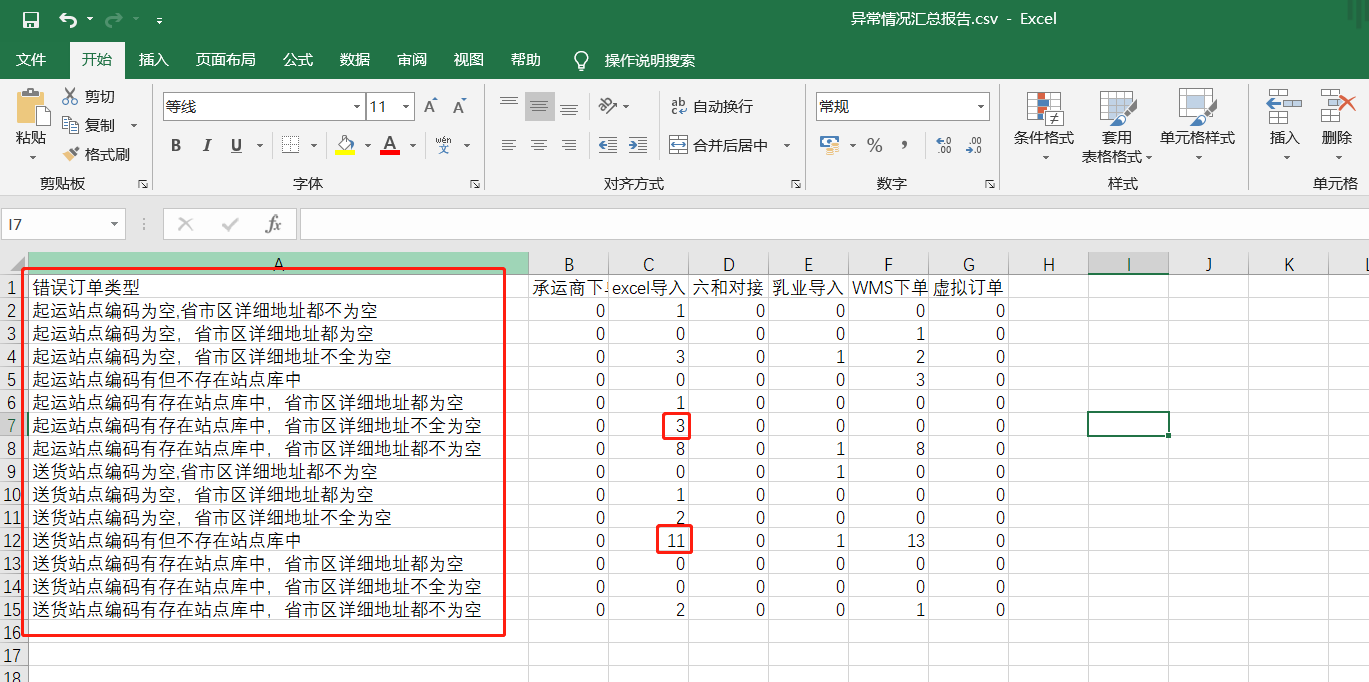 异常情况汇总报告.csv - Excel
文件 开始 插入 页面布局 公式 数据 审阅 视图 帮助 操作说明搜索
粘贴 剪切 复制 格式刷 剪贴板
等线 11 A A B I U A wén 文 字体
ab 自动换行 合并后居中 对齐方式
常规 % , .00 .00 数字
条件格式 套用 表格格式 单元格样式 样式
插入 删除 单元格
I7 fx
A B C D E F G H I J K L
1 错误订单类型 承运商下 excel导入 六和对接 乳业导入 WMS下单 虚拟订单
2 起运站点编码为空,省市区详细地址都不为空 0 1 0 0 0 0
3 起运站点编码为空，省市区详细地址都为空 0 0 0 0 1 0
4 起运站点编码为空，省市区详细地址不全为空 0 3 0 1 2 0
5 起运站点编码有但不存在站点库中 0 0 0 0 3 0
6 起运站点编码有存在站点库中，省市区详细地址都为空 0 1 0 0 0 0
7 起运站点编码有存在站点库中，省市区详细地址不全为空 0 3 0 0 0 0
8 起运站点编码有存在站点库中，省市区详细地址都不为空 0 8 0 1 8 0
9 送货站点编码为空,省市区详细地址都不为空 0 0 0 1 0 0
10 送货站点编码为空，省市区详细地址都为空 0 1 0 0 0 0
11 送货站点编码为空，省市区详细地址不全为空 0 2 0 0 0 0
12 送货站点编码有但不存在站点库中 0 11 0 1 13 0
13 送货站点编码有存在站点库中，省市区详细地址都为空 0 0 0 0 0 0
14 送货站点编码有存在站点库中，省市区详细地址不全为空 0 0 0 0 0 0
15 送货站点编码有存在站点库中，省市区详细地址都不为空 0 2 0 0 1 0
16
17
18